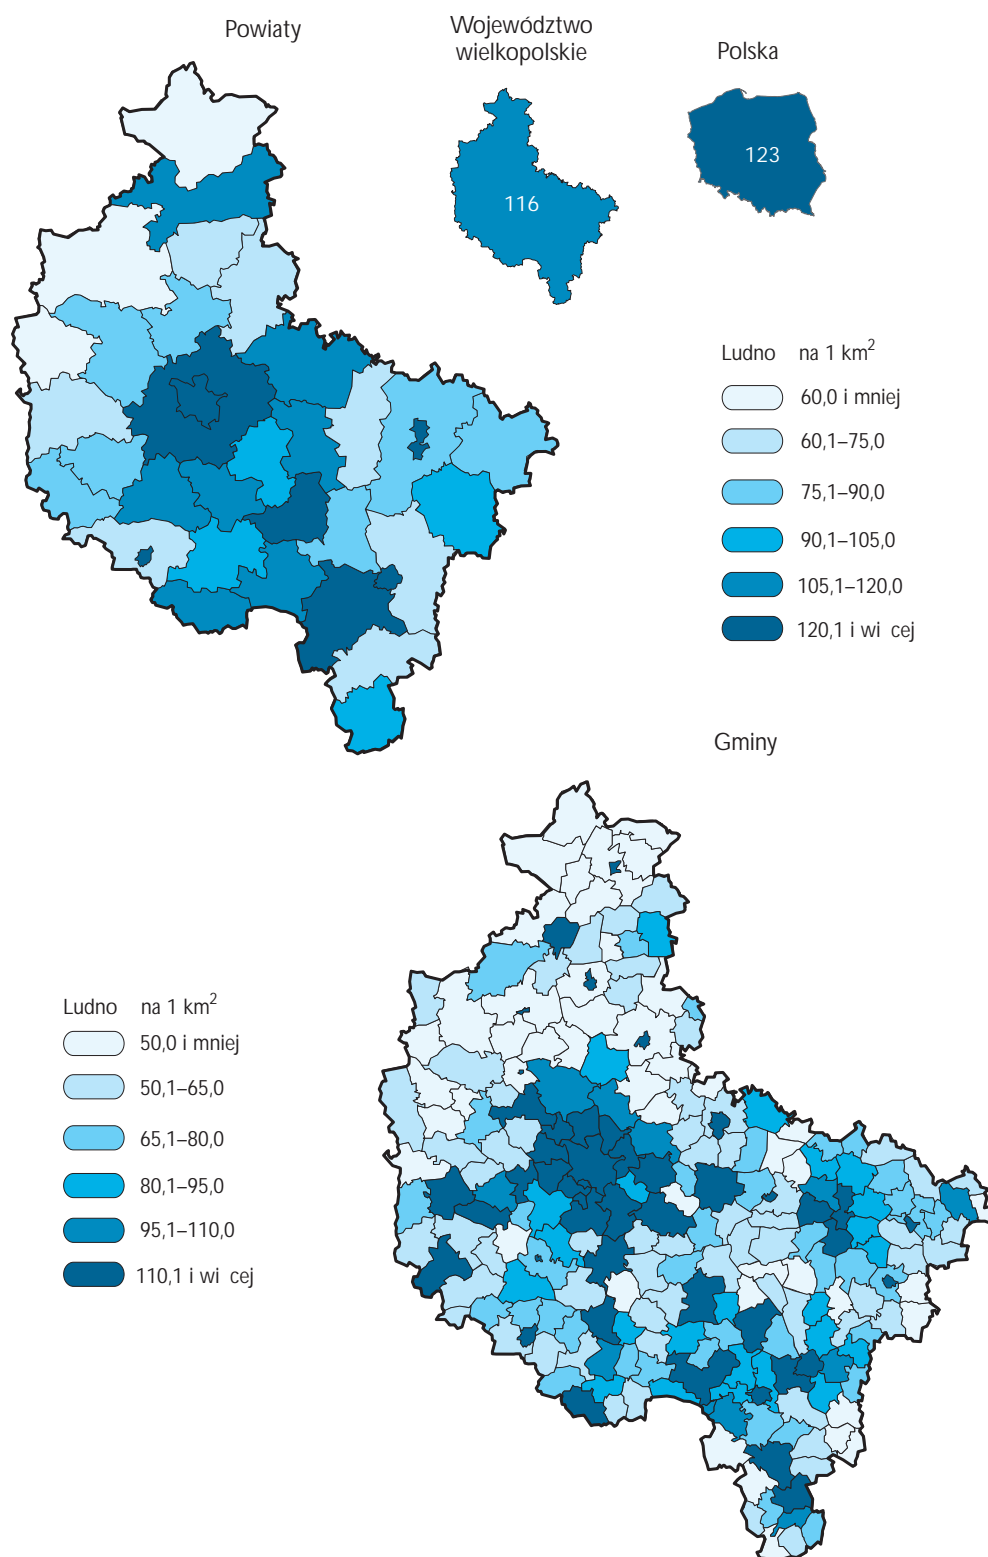 Powiaty
Województwo
wielkopolskie
Polska
116
123
Ludno na 1 km²
60,0 i mniej
60,1–75,0
75,1–90,0
90,1–105,0
105,1–120,0
120,1 i wi cej
Gminy
Ludno na 1 km²
50,0 i mniej
50,1–65,0
65,1–80,0
80,1–95,0
95,1–110,0
110,1 i wi cej